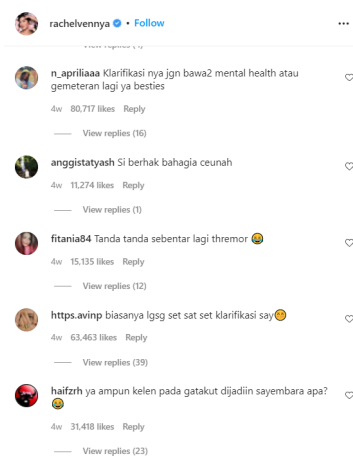 rachelvennya • Follow ...
View replies (1)
n_apriliaaa Klarifikasi nya jgn bawa2 mental health atau
gemeteran lagi ya besties
4w 80,717 likes Reply
View replies (16)
anggistatyash Si berhak bahagia ceunah
4w 11,274 likes Reply
View replies (1)
fitania84 Tanda tanda sebentar lagi thremor 😂
4w 15,135 likes Reply
View replies (12)
https.avinp biasanya lgsg set sat set klarifikasi say🤭
4w 63,463 likes Reply
View replies (39)
haifzrh ya ampun kelen pada gatakut dijadiin sayembara apa?
😂
4w 31,418 likes Reply
View replies (23)